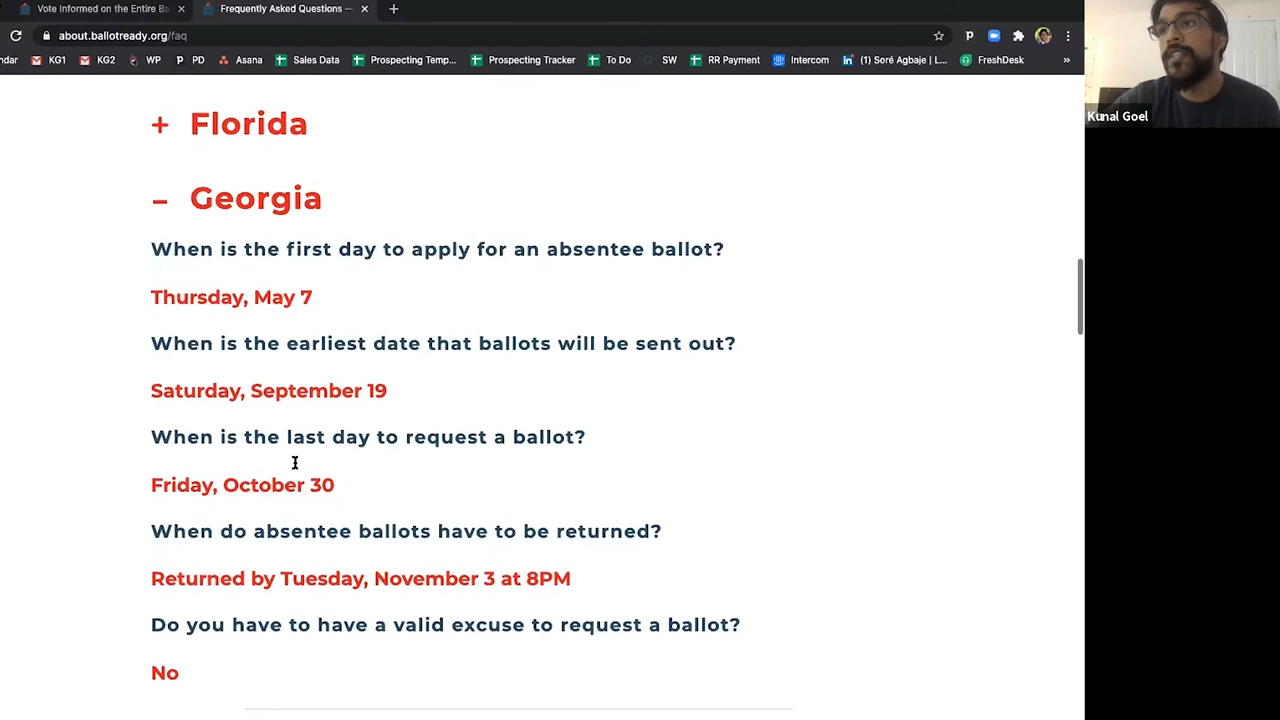 Vote Informed on the Entire Ba
Frequently Asked Questions —
about.ballotready.org/faq
ndar
KG1
KG2
WP
PD
Asana
Sales Data
Prospecting Temp...
Prospecting Tracker
To Do
SW
RR Payment
Intercom
(1) Soré Agbaje | L...
FreshDesk
»
+ Florida
– Georgia
When is the first day to apply for an absentee ballot?
Thursday, May 7
When is the earliest date that ballots will be sent out?
Saturday, September 19
When is the last day to request a ballot?
Friday, October 30
When do absentee ballots have to be returned?
Returned by Tuesday, November 3 at 8PM
Do you have to have a valid excuse to request a ballot?
No
Kunal Goel